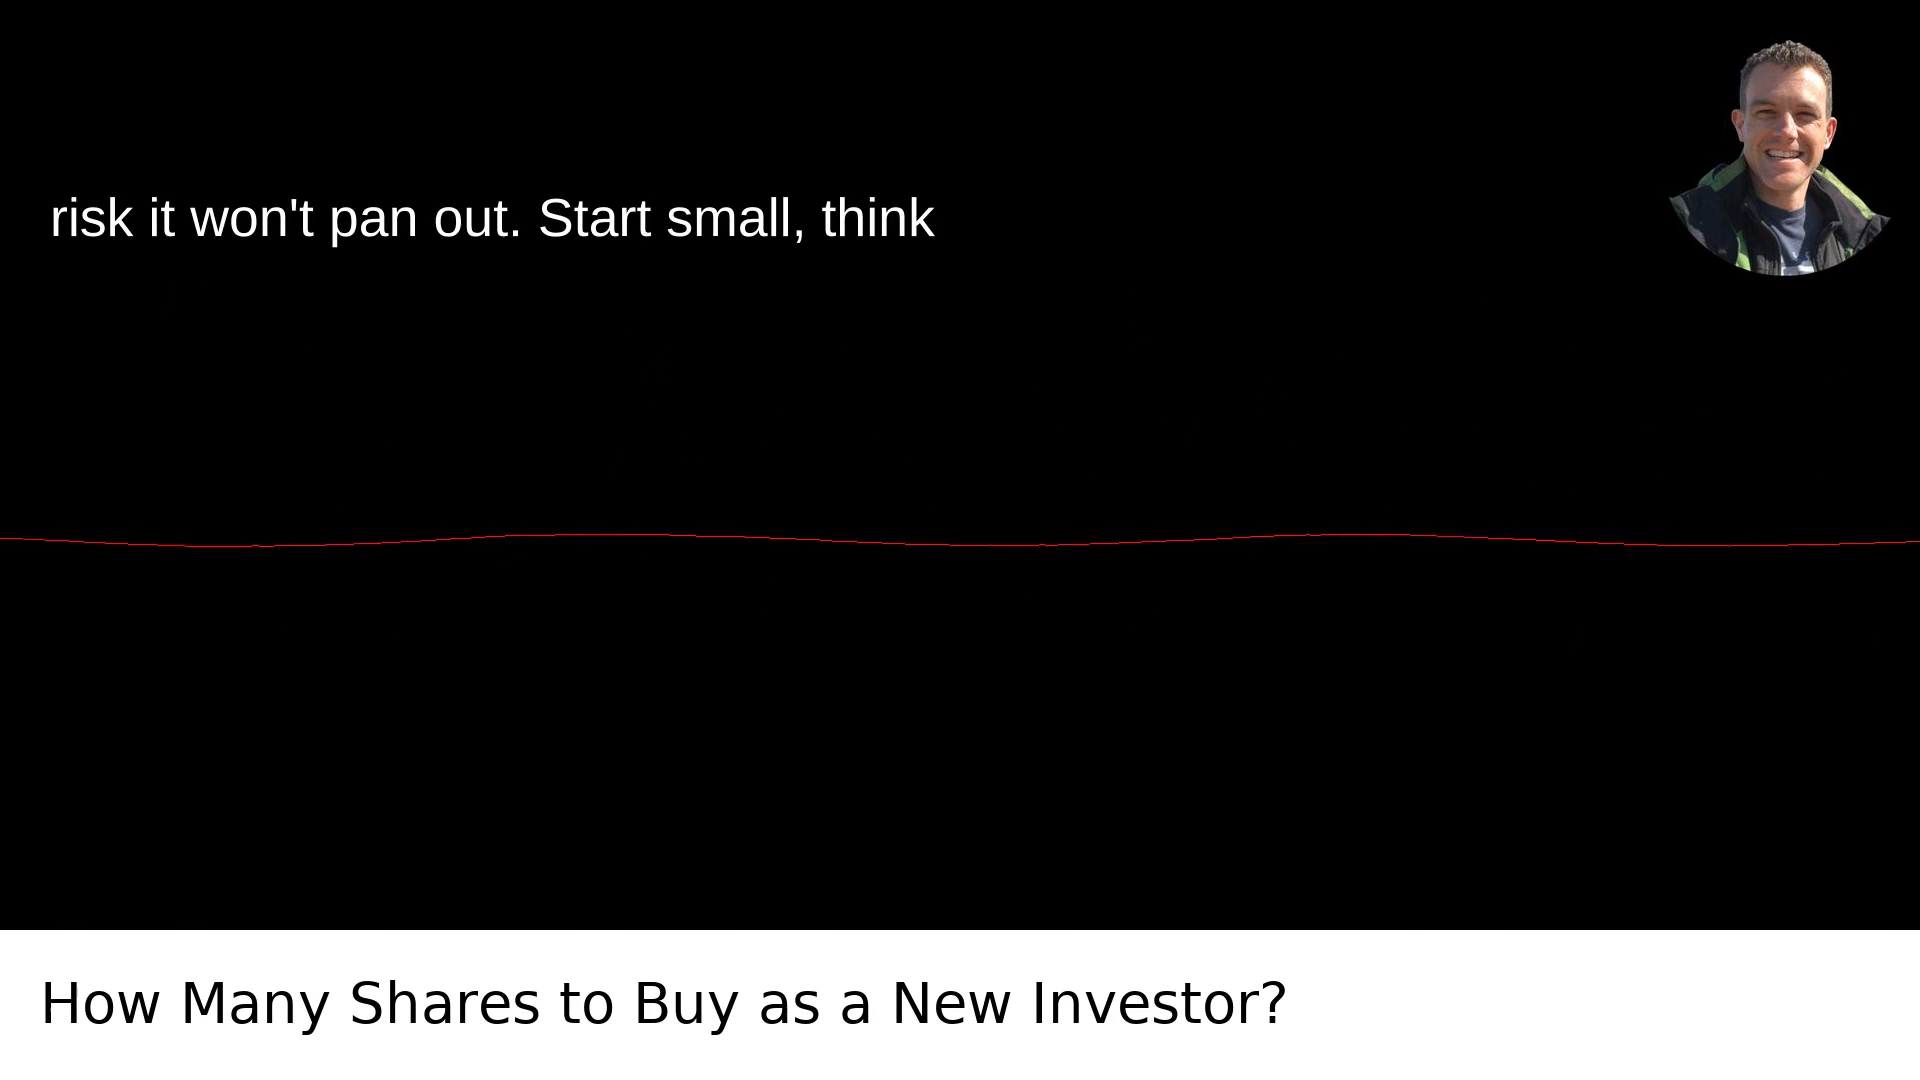 risk it won't pan out. Start small, think
How Many Shares to Buy as a New Investor?